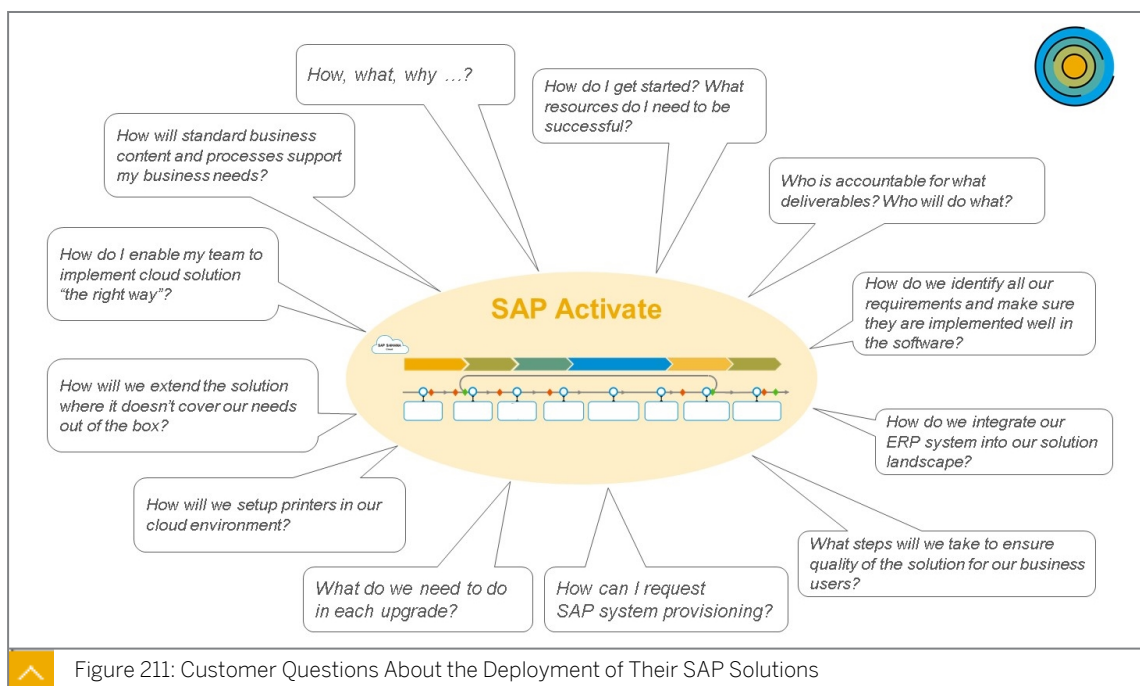 How, what, why …?
How do I get started? What
resources do I need to be
successful?
How will standard business
content and processes support
my business needs?
Who is accountable for what
deliverables? Who will do what?
How do I enable my team to
implement cloud solution
“the right way”?
How do we identify all our
requirements and make sure
they are implemented well in
the software?
SAP Activate
How will we extend the solution
where it doesn’t cover our needs
out of the box?
How do we integrate our
ERP system into our solution
landscape?
How will we setup printers in our
cloud environment?
What steps will we take to ensure
quality of the solution for our business
users?
What do we need to do
in each upgrade?
How can I request
SAP system provisioning?
Figure 211: Customer Questions About the Deployment of Their SAP Solutions